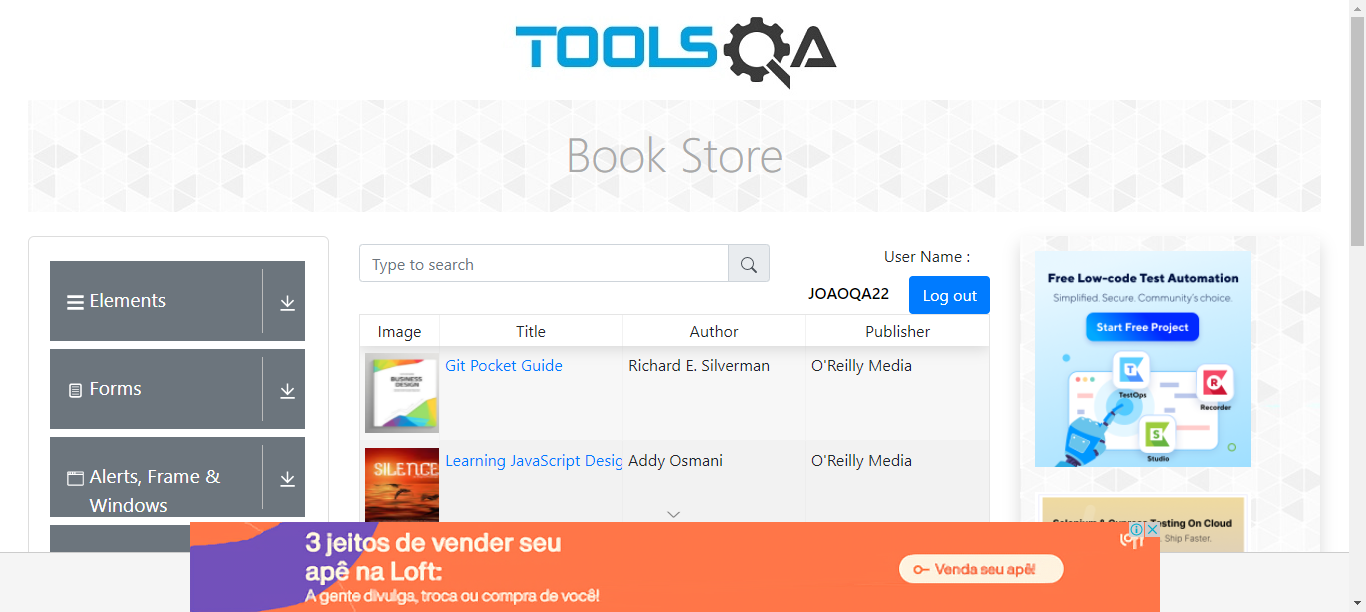 TOOLSQA
Book Store
Elements
Forms
Alerts, Frame &
Windows
Type to search
User Name :
JOAOQA22
Log out
Image Title Author Publisher
BUSINESS
DESIGN
Git Pocket Guide Richard E. Silverman O'Reilly Media
SILENCE
Learning JavaScript Desig Addy Osmani O'Reilly Media
Free Low-code Test Automation
Simplified. Secure. Community's choice.
Start Free Project
TestOps
Recorder
Studio
Testing On Cloud
Ship Faster.
3 jeitos de vender seu
apê na Loft:
A gente divulga, troca ou compra de você!
Venda seu apê!